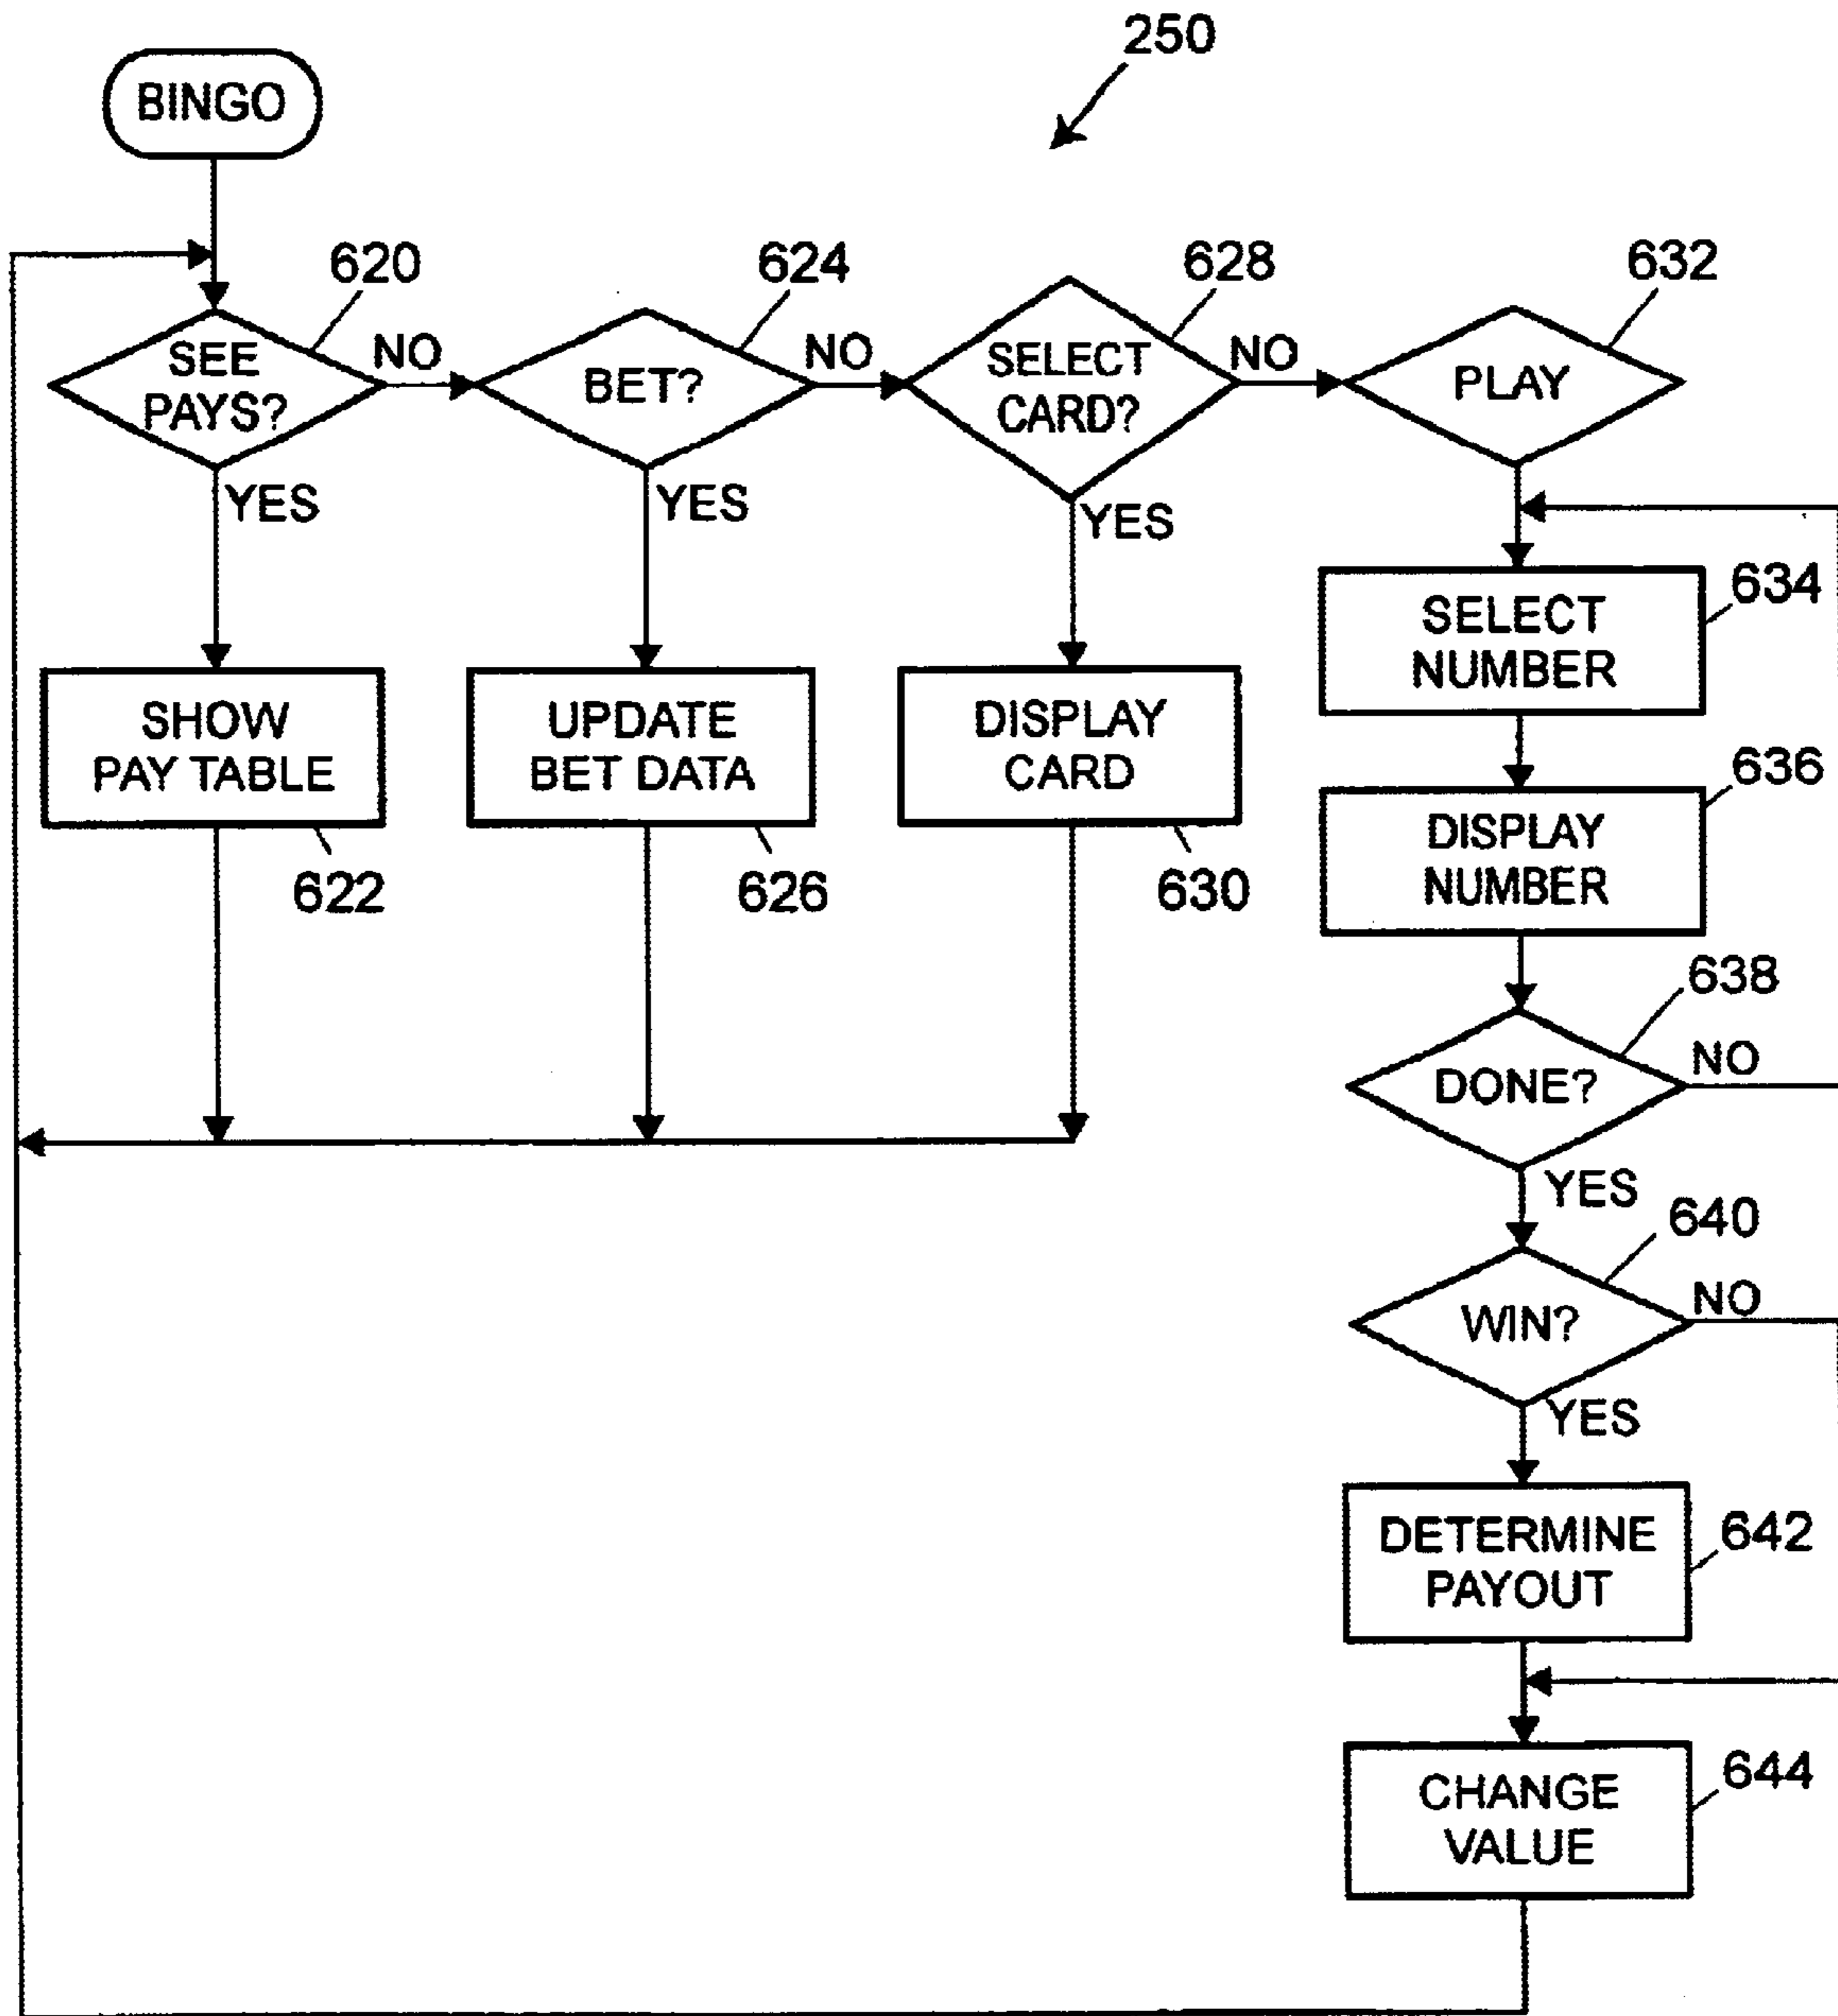 250
BINGO
620
624
628
632
SEE
PAYS?
NO
BET?
NO
SELECT
CARD?
NO
PLAY
YES
YES
YES
SELECT
NUMBER
634
SHOW
PAY TABLE
622
UPDATE
BET DATA
626
DISPLAY
CARD
630
DISPLAY
NUMBER
636
638
DONE?
NO
YES
640
WIN?
NO
YES
DETERMINE
PAYOUT
642
CHANGE
VALUE
644